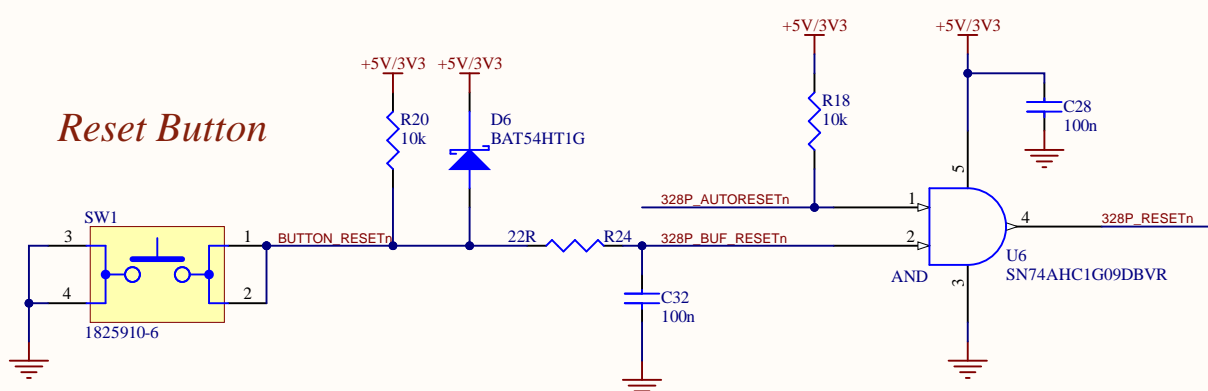 +5V/3V3
+5V/3V3
+5V/3V3
+5V/3V3
Reset Button
R20
10k
D6
BAT54HT1G
R18
10k
C28
100n
5
SW1
3
1
BUTTON_RESETn
22R
R24
328P_AUTORESETn
1
328P_BUF_RESETn
2
4
328P_RESETn
U6
SN74AHC1G09DBVR
AND
3
4
2
1825910-6
C32
100n